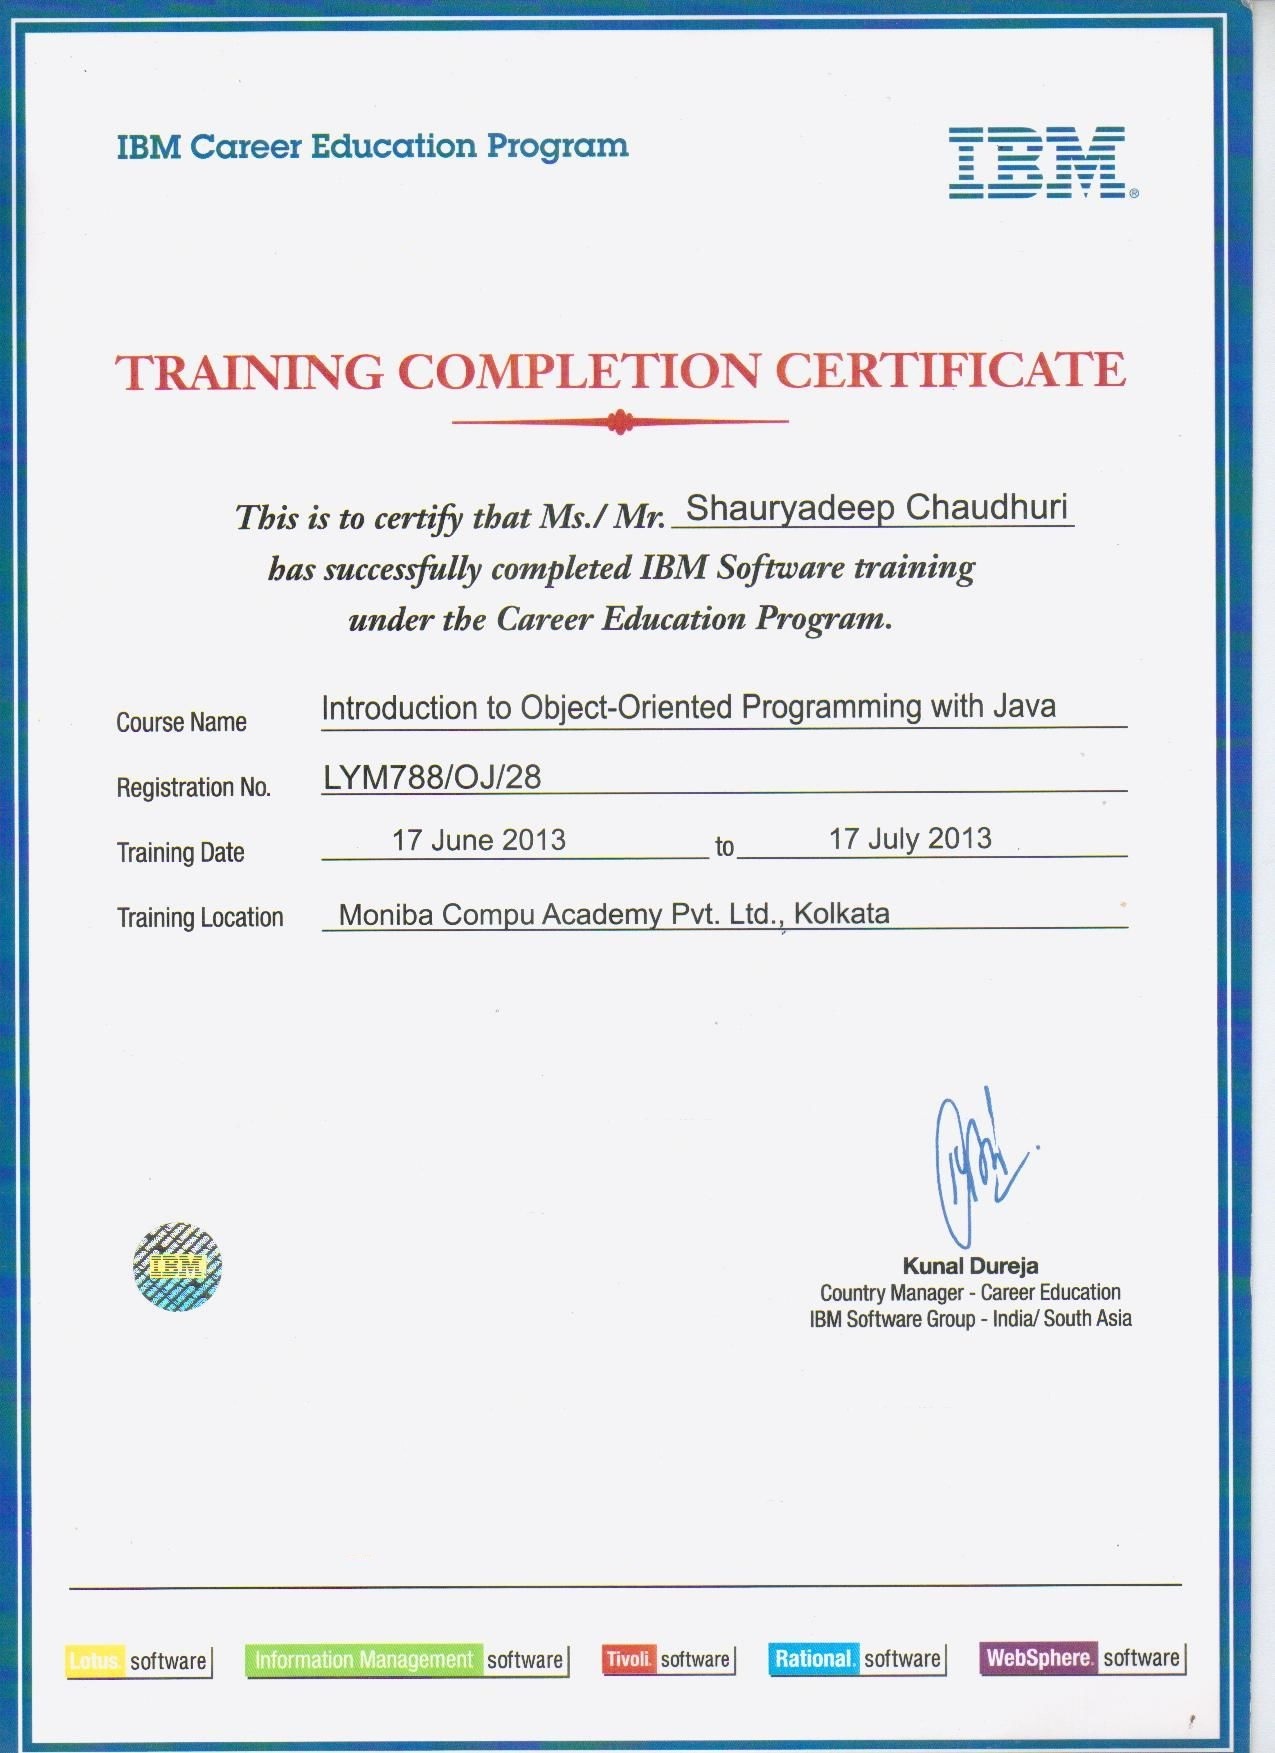 IBM Career Education Program
IBM®
TRAINING COMPLETION CERTIFICATE
This is to certify that Ms./ Mr. Shauryadeep Chaudhuri
has successfully completed IBM Software training
under the Career Education Program.
Course Name Introduction to Object-Oriented Programming with Java
Registration No. LYM788/OJ/28
Training Date 17 June 2013 to 17 July 2013
Training Location Moniba Compu Academy Pvt. Ltd., Kolkata
IBM
Kunal Dureja
Country Manager - Career Education
IBM Software Group - India/ South Asia
Lotus. software Information Management software Tivoli. software Rational. software WebSphere. software